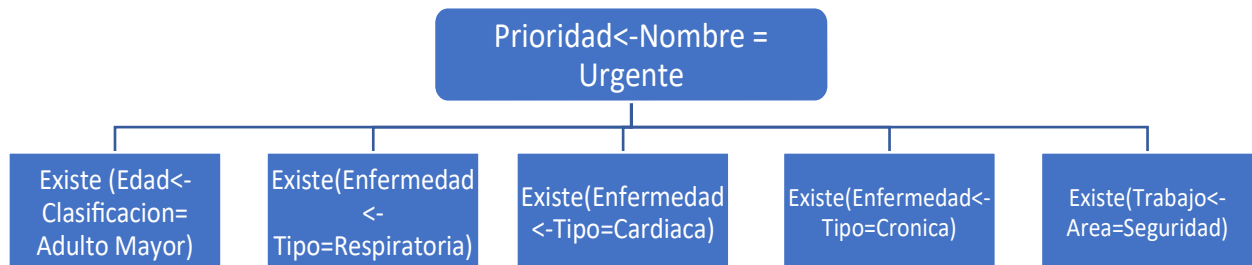 Prioridad<-Nombre =
Urgente
Existe (Edad<-
Clasificacion=
Adulto Mayor)
Existe(Enfermedad
<-
Tipo=Respiratoria)
Existe(Enfermedad
<-Tipo=Cardiaca)
Existe(Enfermedad<-
Tipo=Cronica)
Existe(Trabajo<-
Area=Seguridad)